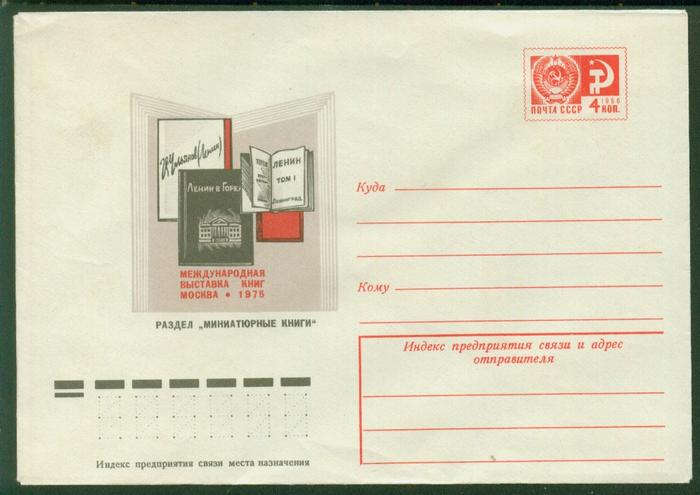 ПОЧТА СССР
1966
4 КОП.
В. Ульянов (Ленин)
ЛЕНИН В ГОРКАХ
ЛЕНИН
ТОМ I
Ленинград
МЕЖДУНАРОДНАЯ
ВЫСТАВКА КНИГ
МОСКВА • 1975
РАЗДЕЛ „МИНИАТЮРНЫЕ КНИГИ“
Куда
Кому
Индекс предприятия связи и адрес
отправителя
Индекс предприятия связи места назначения